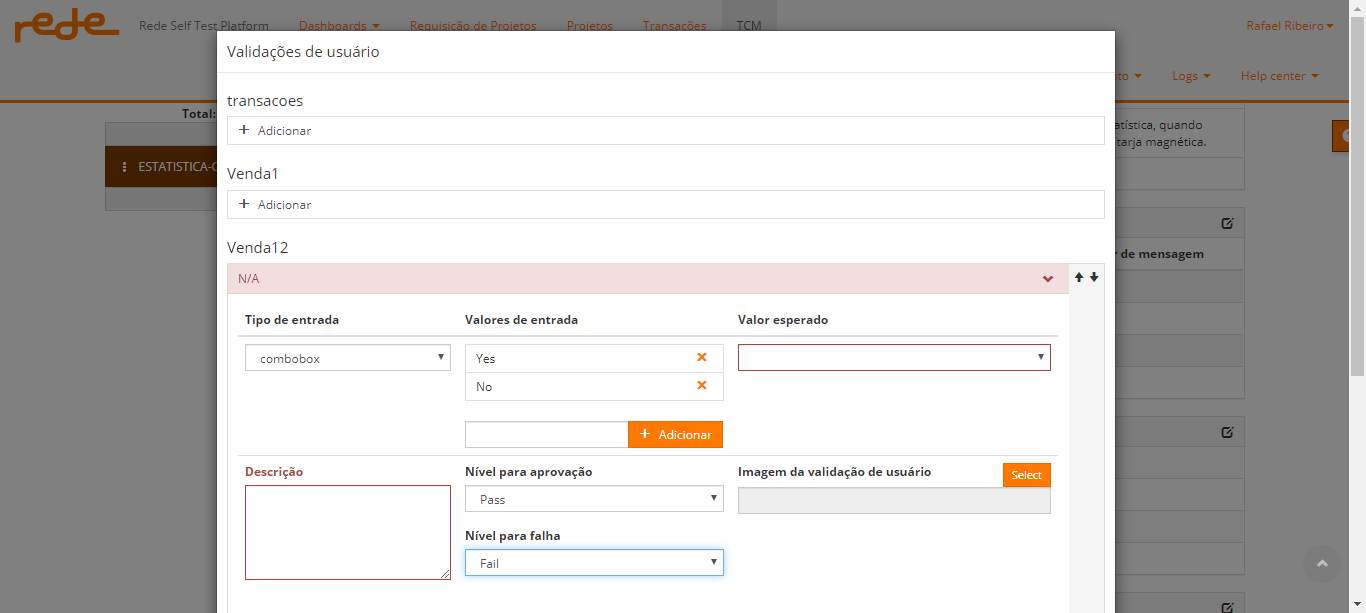 rede Rede Self Test Platform Dashboards Requisição de Projetos Projetos Transações TCM Rafael Ribeiro
Logs Help center
Validações de usuário
Total:
ESTATISTICA-
quando
tarja magnética.
de mensagem
transacoes
+ Adicionar
Venda1
+ Adicionar
Venda12
N/A
Tipo de entrada Valores de entrada Valor esperado
combobox Yes
No
+ Adicionar
Descrição Nível para aprovação Imagem da validação de usuário Select
Pass
Nível para falha
Fail